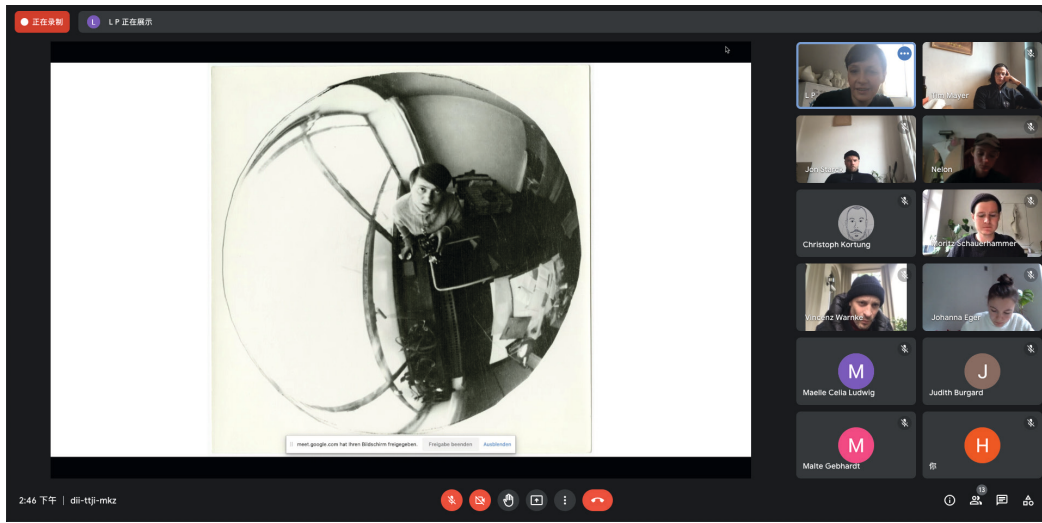 正在录制
L
L P 正在展示
L P
Tim Mayer
Nelon
Christoph Kortung
Moritz Schauerhammer
Vincenz Warnke
Johanna Eger
M
Maelle Celia Ludwig
J
Judith Burgard
M
Malte Gebhardt
H
你
meet.google.com hat Ihren Bildschirm freigegeben.
Freigabe beenden
Ausblenden
2:46 下午 | dii-ttji-mkz
13